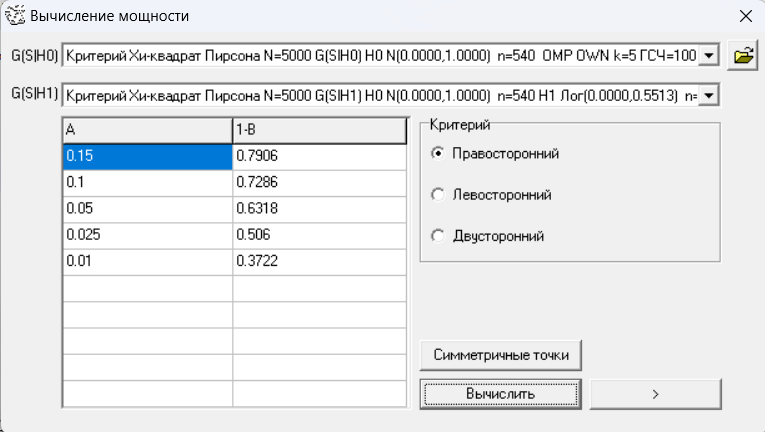 Вычисление мощности
G(S|H0) Критерий Хи-квадрат Пирсона N=5000 G(S|H0) H0 N(0.0000,1.0000) n=540 OMP OWN k=5 ГСЧ=100
G(S|H1) Критерий Хи-квадрат Пирсона N=5000 G(S|H1) H0 N(0.0000,1.0000) n=540 H1 Лог(0.0000,0.5513) n=
A 1-B
0.15 0.7906
0.1 0.7286
0.05 0.6318
0.025 0.506
0.01 0.3722
Критерий
Правосторонний
Левосторонний
Двусторонний
Симметричные точки
Вычислить >